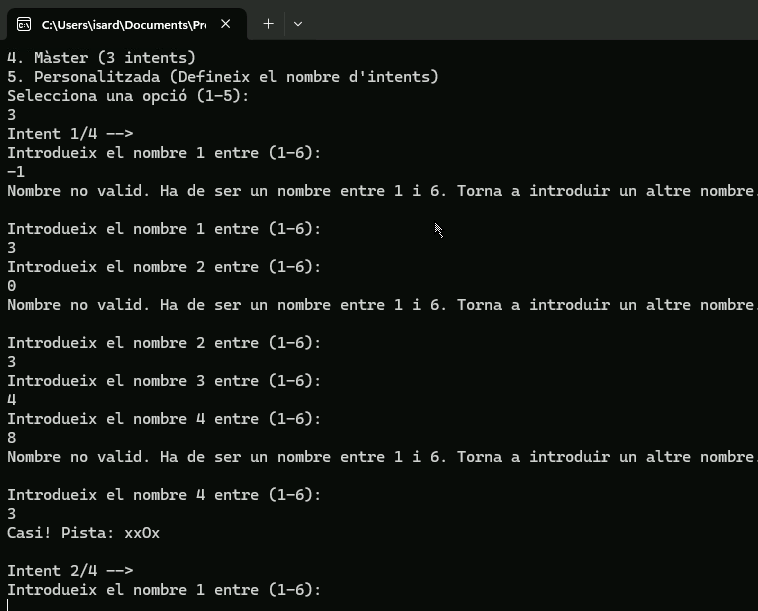 C:\Users\isard\Documents\Pr
4. Màster (3 intents)
5. Personalitzada (Defineix el nombre d'intents)
Selecciona una opció (1-5):
3
Intent 1/4 -->
Introdueix el nombre 1 entre (1-6):
-1
Nombre no valid. Ha de ser un nombre entre 1 i 6. Torna a introduir un altre nombre.
Introdueix el nombre 1 entre (1-6):
3
Introdueix el nombre 2 entre (1-6):
0
Nombre no valid. Ha de ser un nombre entre 1 i 6. Torna a introduir un altre nombre.
Introdueix el nombre 2 entre (1-6):
3
Introdueix el nombre 3 entre (1-6):
4
Introdueix el nombre 4 entre (1-6):
8
Nombre no valid. Ha de ser un nombre entre 1 i 6. Torna a introduir un altre nombre.
Introdueix el nombre 4 entre (1-6):
3
Casi! Pista: xxOx
Intent 2/4 -->
Introdueix el nombre 1 entre (1-6):